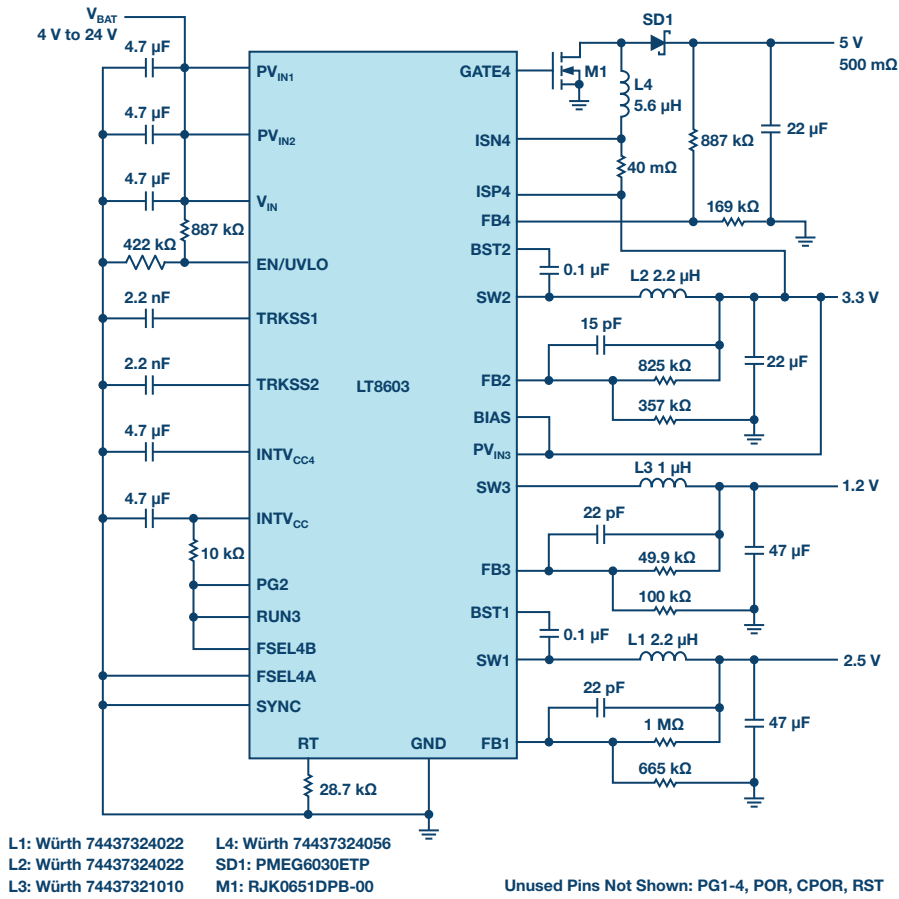 V_BAT
4 V to 24 V
4.7 µF
4.7 µF
4.7 µF
887 kΩ
422 kΩ
2.2 nF
2.2 nF
4.7 µF
4.7 µF
10 kΩ
PV_IN1
PV_IN2
V_IN
EN/UVLO
TRKSS1
TRKSS2
INTV_CC4
INTV_CC
PG2
RUN3
FSEL4B
FSEL4A
SYNC
RT
GND
28.7 kΩ
LT8603
GATE4
ISN4
ISP4
FB4
BST2
SW2
FB2
BIAS
PV_IN3
SW3
FB3
BST1
SW1
FB1
M1
SD1
5 V
500 mΩ
L4
5.6 µH
887 kΩ
22 µF
40 mΩ
169 kΩ
0.1 µF
L2 2.2 µH
3.3 V
15 pF
825 kΩ
22 µF
357 kΩ
L3 1 µH
1.2 V
22 pF
49.9 kΩ
47 µF
100 kΩ
0.1 µF
L1 2.2 µH
2.5 V
22 pF
1 MΩ
47 µF
665 kΩ
L1: Würth 74437324022
L2: Würth 74437324022
L3: Würth 74437321010
L4: Würth 74437324056
SD1: PMEG6030ETP
M1: RJK0651DPB-00
Unused Pins Not Shown: PG1-4, POR, CPOR, RST